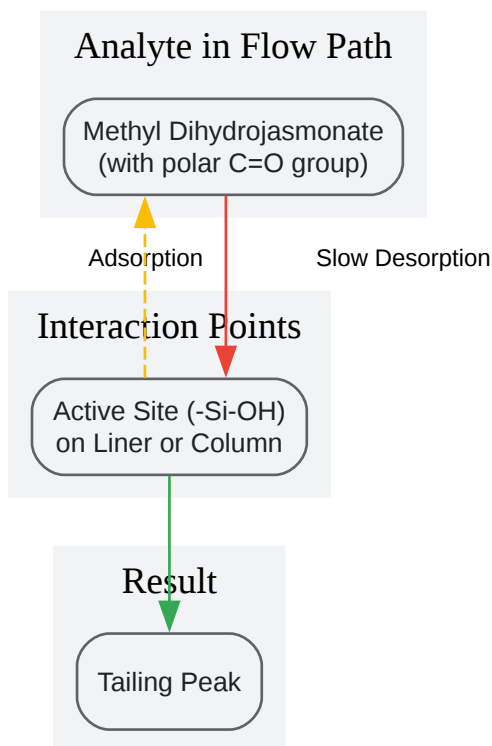 Analyte in Flow Path
Methyl Dihydrojasmonate
(with polar C=O group)
Adsorption
Slow Desorption
Interaction Points
Active Site (-Si-OH)
on Liner or Column
Result
Tailing Peak